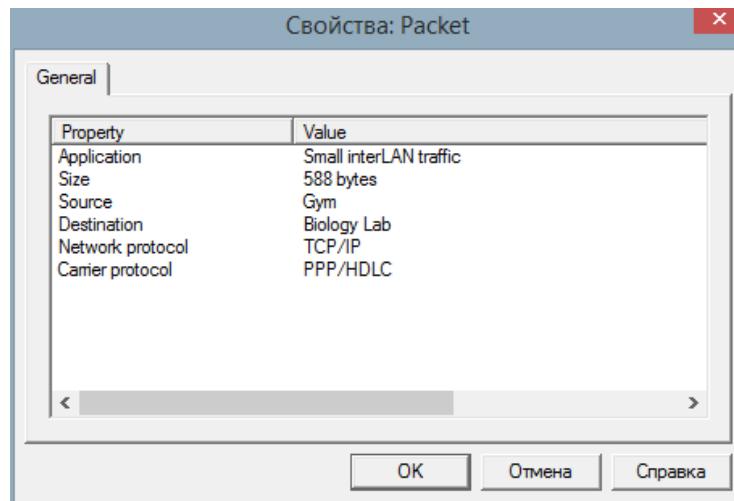 Свойства: Packet
General
Property Value
Application Small interLAN traffic
Size 588 bytes
Source Gym
Destination Biology Lab
Network protocol TCP/IP
Carrier protocol PPP/HDLC
OK Отмена Справка